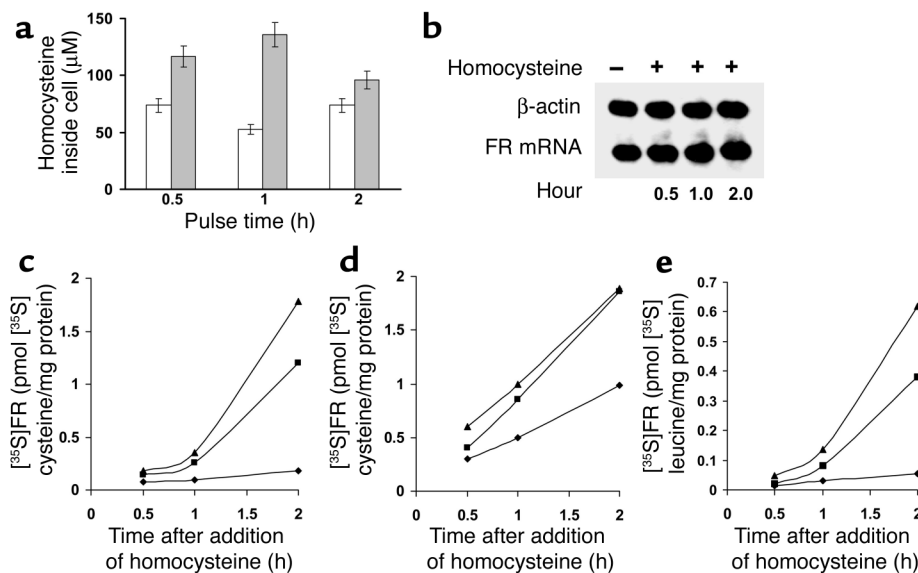 a
Homocysteine
inside cell (μM)
150
100
50
0
0.5 1 2
Pulse time (h)
b
Homocysteine – + + +
β-actin
FR mRNA
Hour 0.5 1.0 2.0
c
[³⁵S]FR (pmol [³⁵S]
cysteine/mg protein)
2
1.5
1
0.5
0
0 0.5 1 1.5 2
Time after addition
of homocysteine (h)
d
[³⁵S]FR (pmol [³⁵S]
cysteine/mg protein)
2
1.5
1
0.5
0
0 0.5 1 1.5 2
Time after addition
of homocysteine (h)
e
[³⁵S]FR (pmol [³⁵S]
leucine/mg protein)
0.7
0.6
0.5
0.4
0.3
0.2
0.1
0
0 0.5 1 1.5 2
Time after addition
of homocysteine (h)